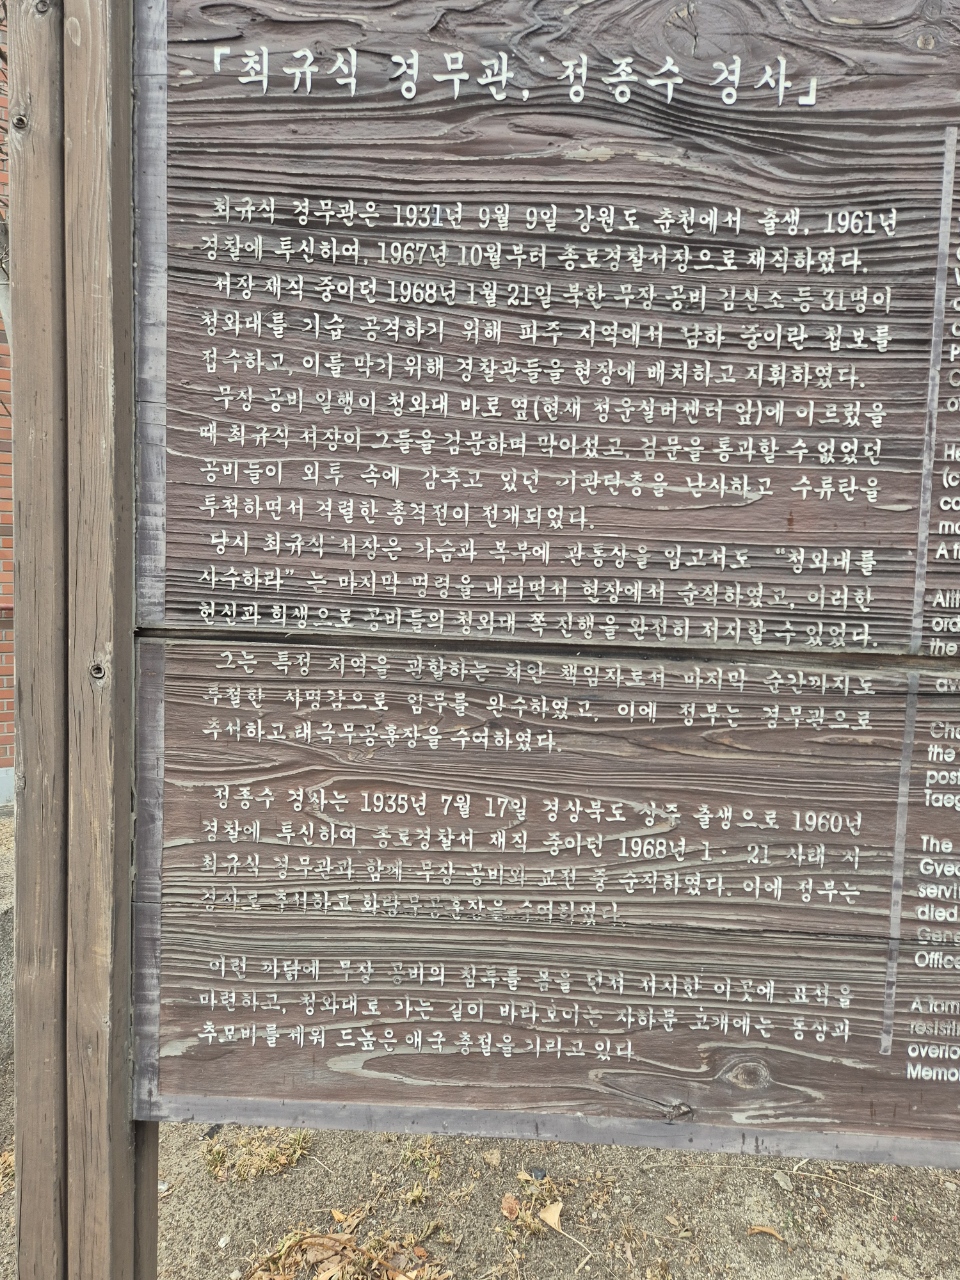 「최규식 경무관, 정종수 경사」
최규식 경무관은 1931년 9월 9일 강원도 춘천에서 출생, 1961년
경찰에 투신하여, 1967년 10월부터 종로경찰서장으로 재직하였다.
서장 재직 중이던 1968년 1월 21일 북한 무장 공비 김신조 등 31명이
청와대를 기습 공격하기 위해 파주 지역에서 남하 중이란 첩보를
접수하고, 이를 막기 위해 경찰관들을 현장에 배치하고 지휘하였다.
무장 공비 일행이 청와대 바로 옆(현재 청운실버센터 앞)에 이르렀을
때 최규식 서장이 그들을 검문하며 막아섰고, 검문을 통과할 수 없었던
공비들이 외투 속에 감추고 있던 기관단총을 난사하고 수류탄을
투척하면서 격렬한 총격전이 전개되었다.
당시 최규식 서장은 가슴과 복부에 관통상을 입고서도 “청와대를
사수하라” 는 마지막 명령을 내리면서 현장에서 순직하였고, 이러한
헌신과 희생으로 공비들의 청와대 쪽 진행을 완전히 저지할 수 있었다.
그는 특정 지역을 관할하는 치안 책임자로서 마지막 순간까지도
투철한 사명감으로 임무를 완수하였고, 이에 정부는 경무관으로
추서하고 태극무공훈장을 수여하였다.
정종수 경사는 1935년 7월 17일 경상북도 상주 출생으로 1960년
경찰에 투신하여 종로경찰서 재직 중이던 1968년 1· 21 사태 시
최규식 경무관과 함께 무장 공비와 교전 중 순직하였다. 이에 정부는
경사로 추서하고 화랑무공훈장을 수여하였다.
이런 까닭에 무장 공비의 침투를 몸을 던져 저지한 이곳에 표석을
마련하고, 청와대로 가는 길이 바라보이는 자하문 고개에는 동상과
추모비를 세워 드높은 애국 충절을 기리고 있다.
He
(c
co
mo
A fi
Alth
ord
the
Cho
the
post
Taeg
The
Gyeo
servin
died
Gene
Office
A fam
resistin
overlo
Memor